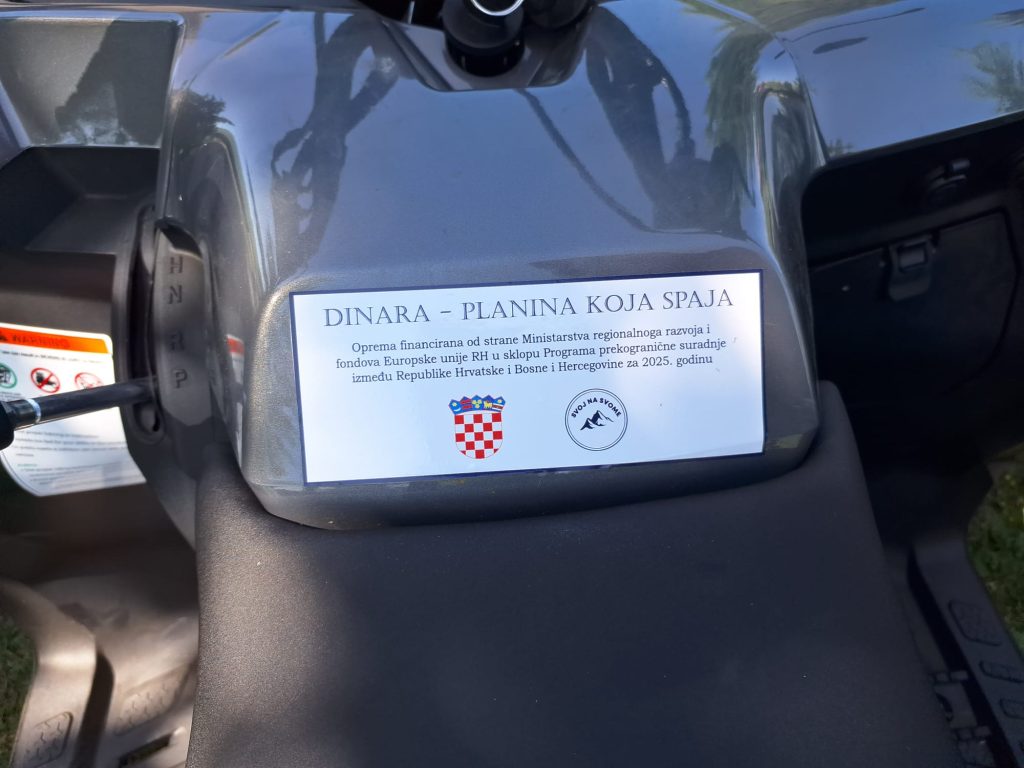 DINARA – PLANINA KOJA SPAJA
Oprema financirana od strane Ministarstva regionalnoga razvoja i
fondova Europske unije RH u sklopu Programa prekogranične suradnje
između Republike Hrvatske i Bosne i Hercegovine za 2025. godinu
SVOJ NA SVOME
H
N
R
P
WARNING